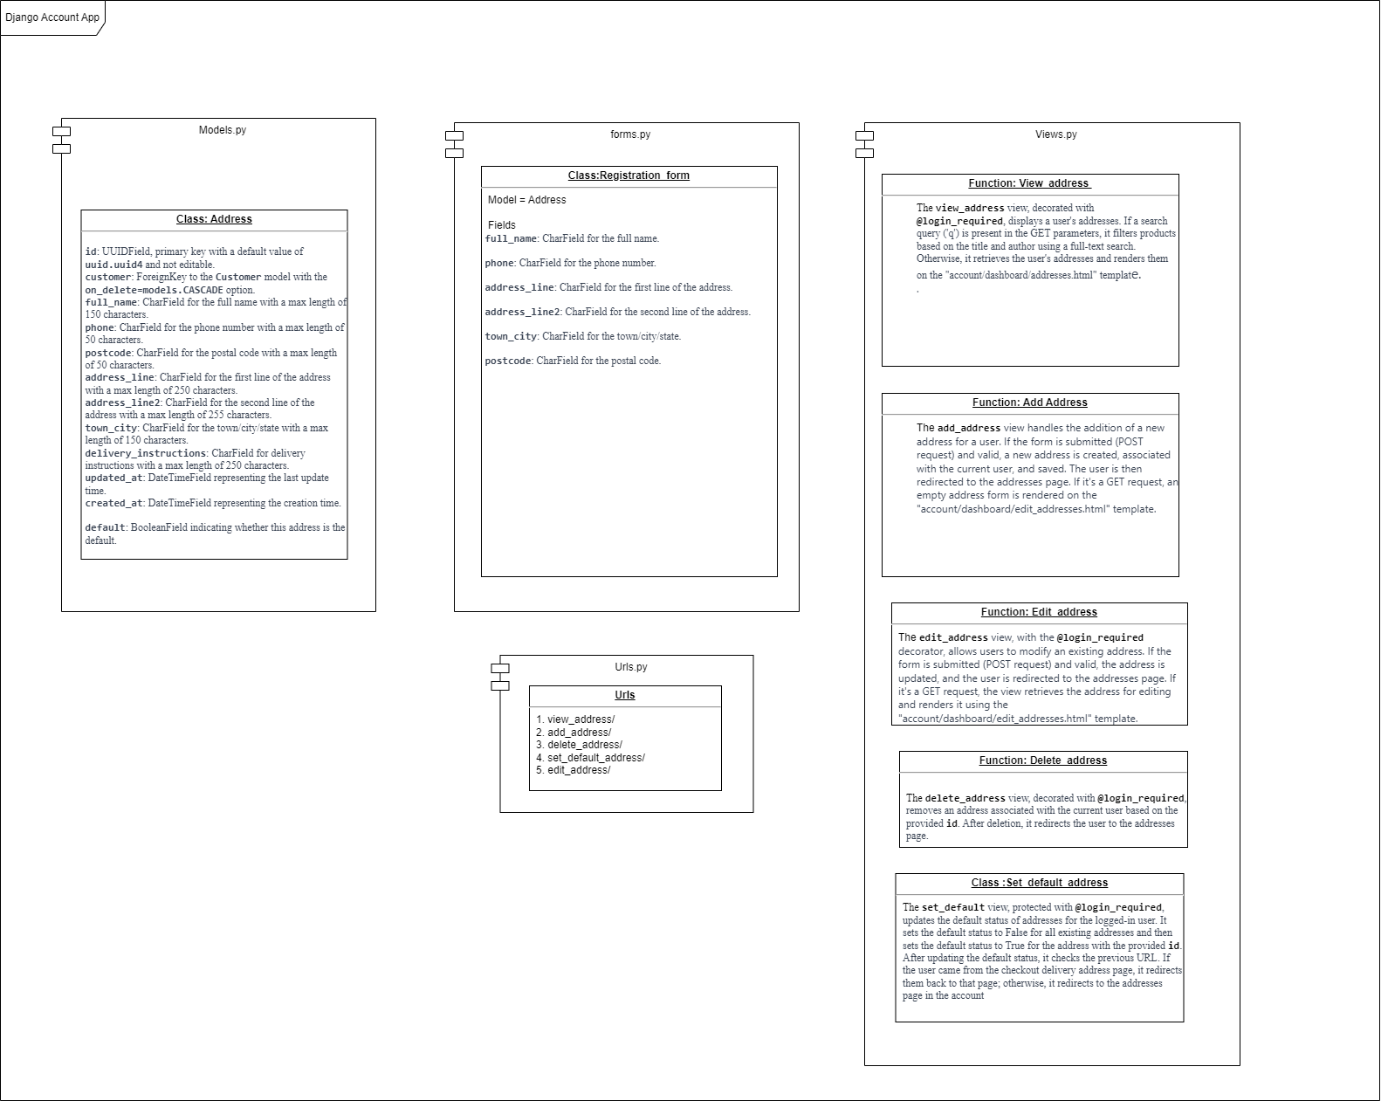 Django Account App
Models.py
Class: Address
id: UUIDField, primary key with a default value of
uuid.uuid4 and not editable.
customer: ForeignKey to the Customer model with the
on_delete=models.CASCADE option.
full_name: CharField for the full name with a max length of
150 characters.
phone: CharField for the phone number with a max length of
50 characters.
postcode: CharField for the postal code with a max length
of 50 characters.
address_line: CharField for the first line of the address
with a max length of 250 characters.
address_line2: CharField for the second line of the
address with a max length of 255 characters.
town_city: CharField for the town/city/state with a max
length of 150 characters.
delivery_instructions: CharField for delivery
instructions with a max length of 250 characters.
updated_at: DateTimeField representing the last update
time.
created_at: DateTimeField representing the creation time.
default: BooleanField indicating whether this address is the
default.
forms.py
Class:Registration_form
Model = Address
Fields
full_name: CharField for the full name.
phone: CharField for the phone number.
address_line: CharField for the first line of the address.
address_line2: CharField for the second line of the address.
town_city: CharField for the town/city/state.
postcode: CharField for the postal code.
Urls.py
Urls
1. view_address/
2. add_address/
3. delete_address/
4. set_default_address/
5. edit_address/
Views.py
Function: View_address
The view_address view, decorated with
@login_required, displays a user's addresses. If a search
query ('q') is present in the GET parameters, it filters products
based on the title and author using a full-text search.
Otherwise, it retrieves the user's addresses and renders them
on the "account/dashboard/addresses.html" template.
.
Function: Add Address
The add_address view handles the addition of a new
address for a user. If the form is submitted (POST
request) and valid, a new address is created, associated
with the current user, and saved. The user is then
redirected to the addresses page. If it's a GET request, an
empty address form is rendered on the
"account/dashboard/edit_addresses.html" template.
Function: Edit_address
The edit_address view, with the @login_required
decorator, allows users to modify an existing address. If the
form is submitted (POST request) and valid, the address is
updated, and the user is redirected to the addresses page. If
it's a GET request, the view retrieves the address for editing
and renders it using the
"account/dashboard/edit_addresses.html" template.
Function: Delete_address
The delete_address view, decorated with @login_required,
removes an address associated with the current user based on the
provided id. After deletion, it redirects the user to the addresses
page.
Class :Set_default_address
The set_default view, protected with @login_required,
updates the default status of addresses for the logged-in user. It
sets the default status to False for all existing addresses and then
sets the default status to True for the address with the provided id.
After updating the default status, it checks the previous URL. If
the user came from the checkout delivery address page, it redirects
them back to that page; otherwise, it redirects to the addresses
page in the account